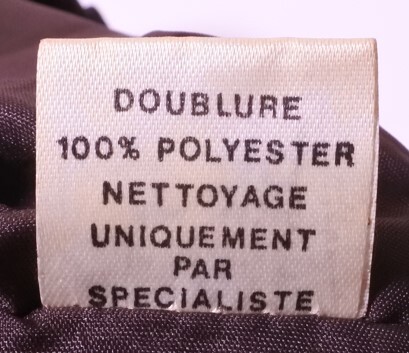 DOUBLURE
100% POLYESTER
NETTOYAGE
UNIQUEMENT
PAR
SPECIALISTE